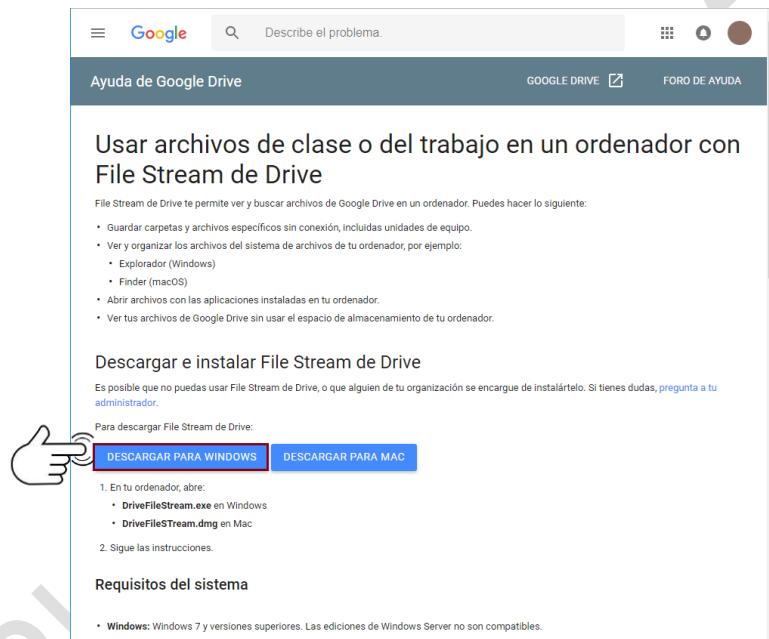 Google
Describe el problema.
Ayuda de Google Drive
GOOGLE DRIVE
FORO DE AYUDA
Usar archivos de clase o del trabajo en un ordenador con
File Stream de Drive
File Stream de Drive te permite ver y buscar archivos de Google Drive en un ordenador. Puedes hacer lo siguiente:
• Guardar carpetas y archivos específicos sin conexión, incluidas unidades de equipo.
• Ver y organizar los archivos del sistema de archivos de tu ordenador, por ejemplo:
• Explorador (Windows)
• Finder (macOS)
• Abrir archivos con las aplicaciones instaladas en tu ordenador.
• Ver tus archivos de Google Drive sin usar el espacio de almacenamiento de tu ordenador.
Descargar e instalar File Stream de Drive
Es posible que no puedas usar File Stream de Drive, o que alguien de tu organización se encargue de instalártelo. Si tienes dudas, pregunta a tu
administrador.
Para descargar File Stream de Drive:
DESCARGAR PARA WINDOWS
DESCARGAR PARA MAC
1. En tu ordenador, abre:
• DriveFileStream.exe en Windows
• DriveFileSTream.dmg en Mac
2. Sigue las instrucciones.
Requisitos del sistema
• Windows: Windows 7 y versiones superiores. Las ediciones de Windows Server no son compatibles.